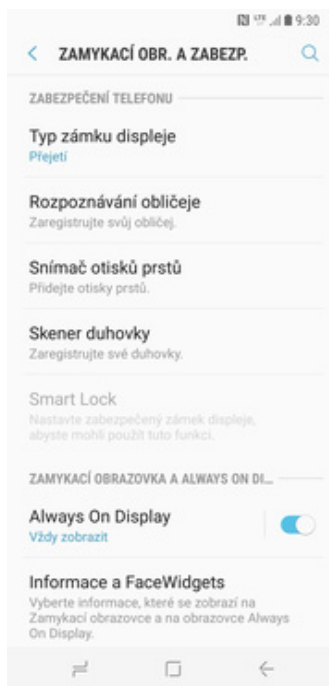 LTE 9:30
ZAMYKACÍ OBR. A ZABEZP.
ZABEZPEČENÍ TELEFONU
Typ zámku displeje
Přejetí
Rozpoznávání obličeje
Zaregistrujte svůj obličej.
Snímač otisků prstů
Přidejte otisky prstů.
Skener duhovky
Zaregistrujte své duhovky.
Smart Lock
Nastavte zabezpečený zámek displeje,
abyste mohli použít tuto funkci.
ZAMYKACÍ OBRAZOVKA A ALWAYS ON DI...
Always On Display
Vždy zobrazit
Informace a FaceWidgets
Vyberte informace, které se zobrazí na
Zamykací obrazovce a na obrazovce Always
On Display.